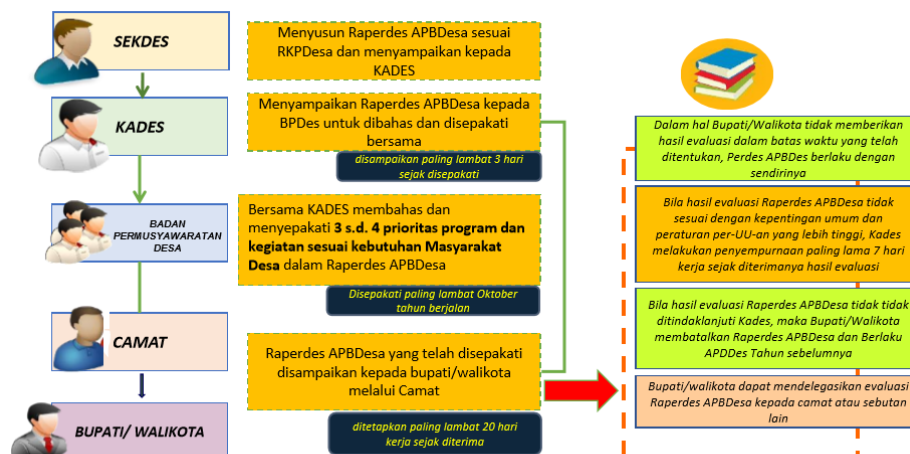 SEKDES
Menyusun Raperdes APBDesa sesuai
RKPDesa dan menyampaikan kepada
KADES
KADES
Menyampaikan Raperdes APBDesa kepada
BPDes untuk dibahas dan disepakati
bersama
disampaikan paling lambat 3 hari
sejak disepakati
BADAN
PERMUSYAWARATAN
DESA
Bersama KADES membahas dan
menyepakati 3 s.d. 4 prioritas program dan
kegiatan sesuai kebutuhan Masyarakat
Desa dalam Raperdes APBDesa
Disepakati paling lambat Oktober
tahun berjalan
CAMAT
Raperdes APBDesa yang telah disepakati
disampaikan kepada bupati/walikota
melalui Camat
BUPATI/ WALIKOTA
ditetapkan paling lambat 20 hari
kerja sejak diterima
Dalam hal Bupati/Walikota tidak memberikan
hasil evaluasi dalam batas waktu yang telah
ditentukan, Perdes APBDes berlaku dengan
sendirinya
Bila hasil evaluasi Raperdes APBDesa tidak
sesuai dengan kepentingan umum dan
peraturan per-UU-an yang lebih tinggi, Kades
melakukan penyempurnaan paling lama 7 hari
kerja sejak diterimanya hasil evaluasi
Bila hasil evaluasi Raperdes APBDesa tidak tidak
ditindaklanjuti Kades, maka Bupati/Walikota
membatalkan Raperdes APBDesa dan Berlaku
APDDes Tahun sebelumnya
Bupati/walikota dapat mendelegasikan evaluasi
Raperdes APBDesa kepada camat atau sebutan
lain